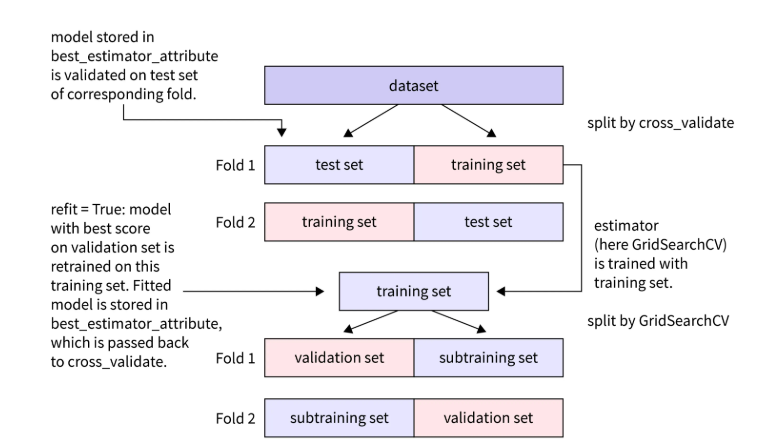 model stored in
best_estimator_attribute
is validated on test set
of corresponding fold.
dataset
split by cross_validate
Fold 1
test set
training set
Fold 2
training set
test set
refit = True: model
with best score
on validation set is
retrained on this
training set. Fitted
model is stored in
best_estimator_attribute,
which is passed back
to cross_validate.
estimator
(here GridSearchCV)
is trained with
training set.
training set
split by GridSearchCV
Fold 1
validation set
subtraining set
Fold 2
subtraining set
validation set